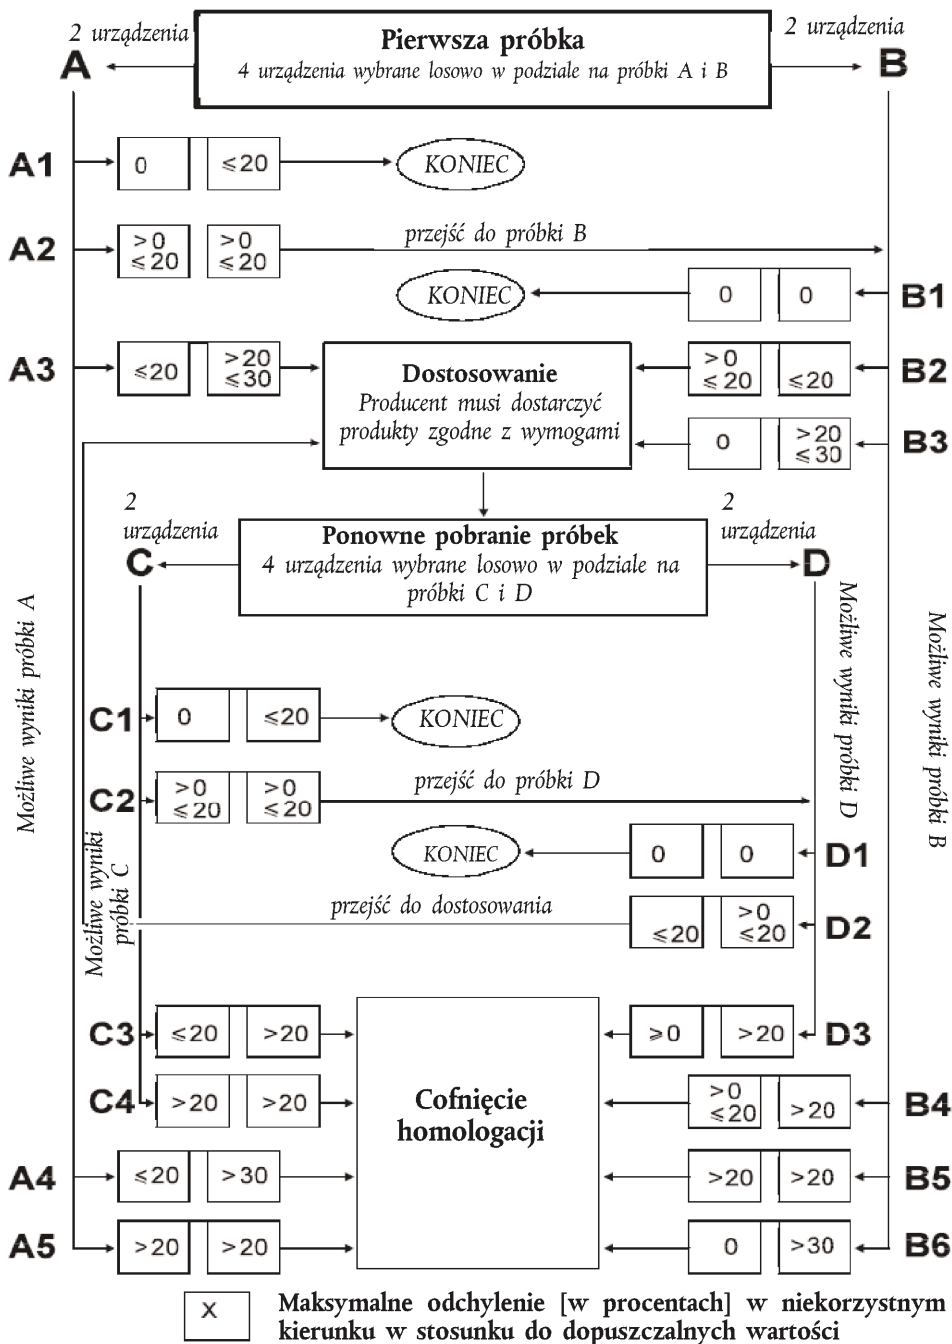 2 urządzenia
Pierwsza próbka
2 urządzenia
A
4 urządzenia wybrane losowo w podziale na próbki A i B
B
A1
0
≤20
KONIEC
A2
>0
≤20
>0
≤20
przejść do próbki B
KONIEC
0
0
B1
A3
≤20
>20
≤30
Dostosowanie
Producent musi dostarczyć
produkty zgodne z wymogami
>0
≤20
≤20
B2
0
>20
≤30
B3
2
urządzenia
2
urządzenia
Ponowne pobranie próbek
4 urządzenia wybrane losowo w podziale na
próbki C i D
C
D
Możliwe wyniki próbki A
Możliwe wyniki próbki D
Możliwe wyniki próbki B
C1
0
≤20
KONIEC
C2
>0
≤20
>0
≤20
przejść do próbki D
Możliwe wyniki
próbki C
KONIEC
0
0
D1
przejść do dostosowania
≤20
>0
≤20
D2
C3
≤20
>20
Cofnięcie
homologacji
≥0
>20
D3
C4
>20
>20
>0
≤20
>20
B4
A4
≤20
>30
>20
>20
B5
A5
>20
>20
0
>30
B6
X
Maksymalne odchylenie [w procentach] w niekorzystnym
kierunku w stosunku do dopuszczalnych wartości